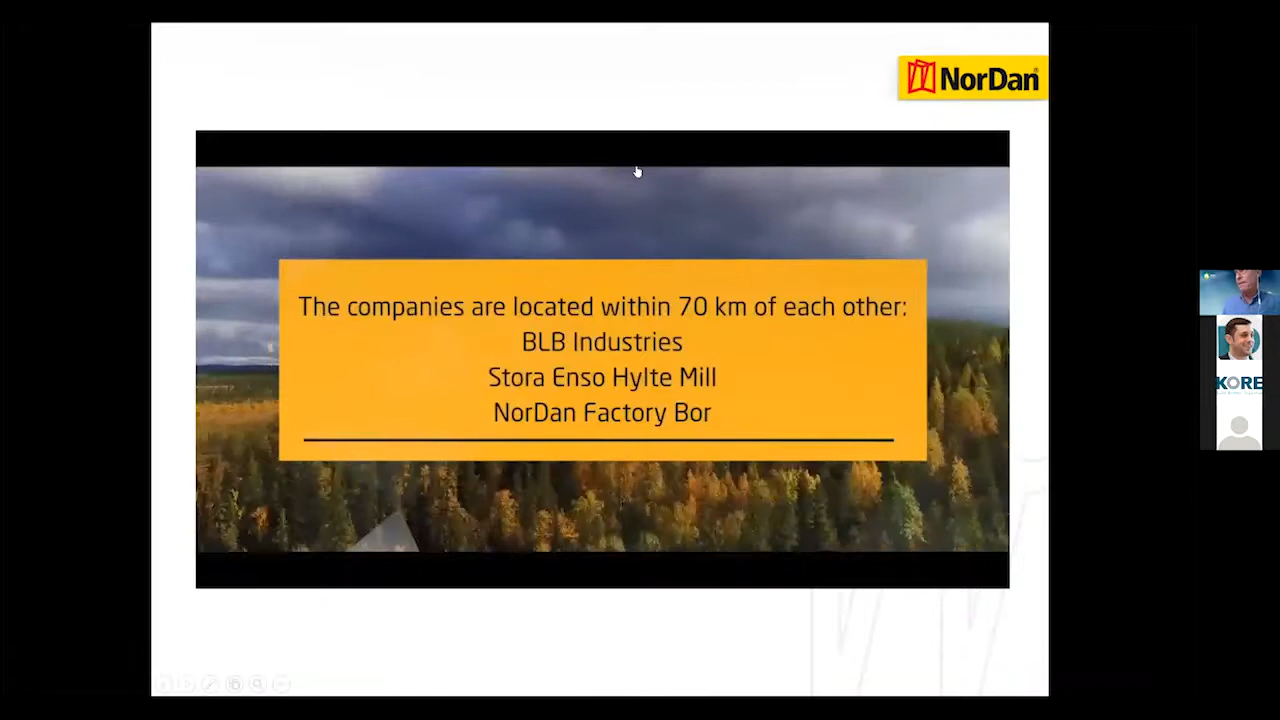 NorDan
The companies are located within 70 km of each other:
BLB Industries
Stora Enso Hylte Mill
NorDan Factory Bor
KORE